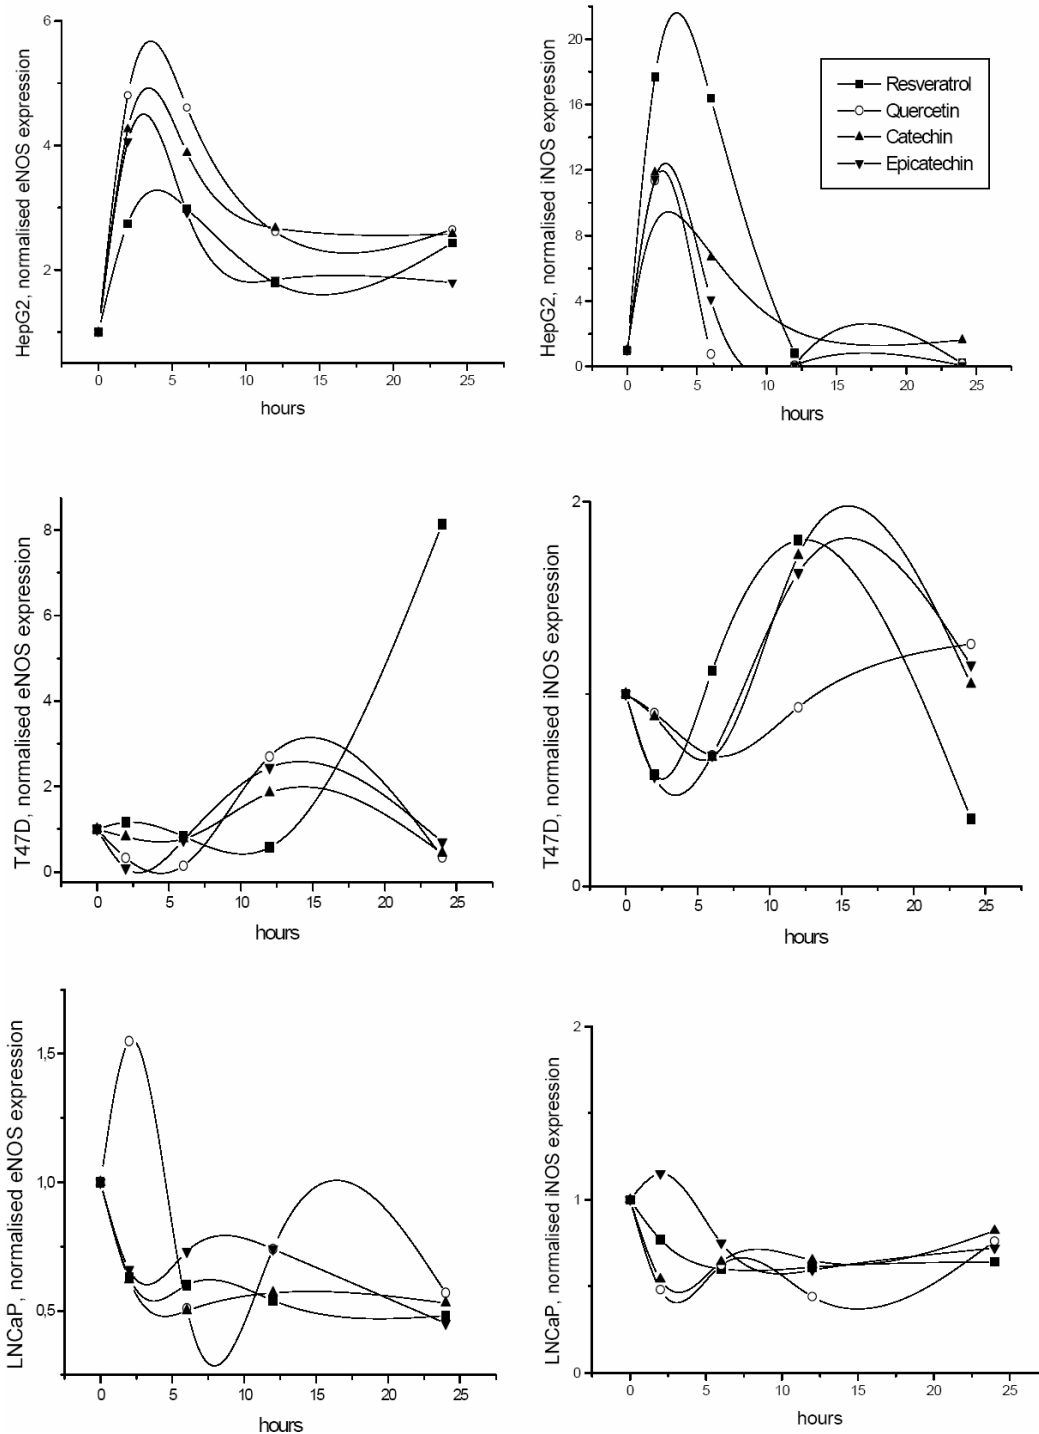 HepG2, normalised eNOS expression
6
4
2
0 5 10 15 20 25
hours
HepG2, normalised iNOS expression
20
16
12
8
4
0
0 5 10 15 20 25
hours
Resveratrol
Quercetin
Catechin
Epicatechin
T47D, normalised eNOS expression
8
6
4
2
0
0 5 10 15 20 25
hours
T47D, normalised iNOS expression
2
1
0
0 5 10 15 20 25
hours
LNCaP, normalised eNOS expression
1,5
1,0
0,5
0 5 10 15 20 25
hours
LNCaP, normalised iNOS expression
2
1
0
0 5 10 15 20 25
hours